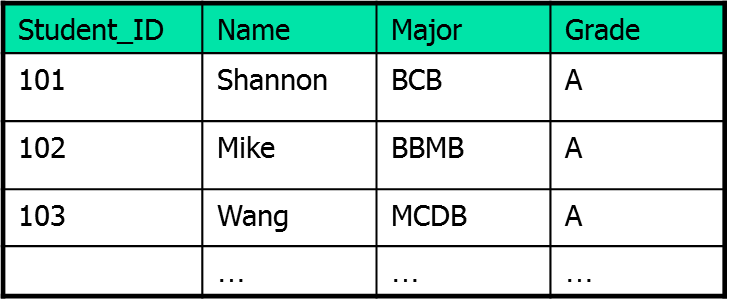 Student_ID Name Major Grade
101 Shannon BCB A
102 Mike BBMB A
103 Wang MCDB A
… … …